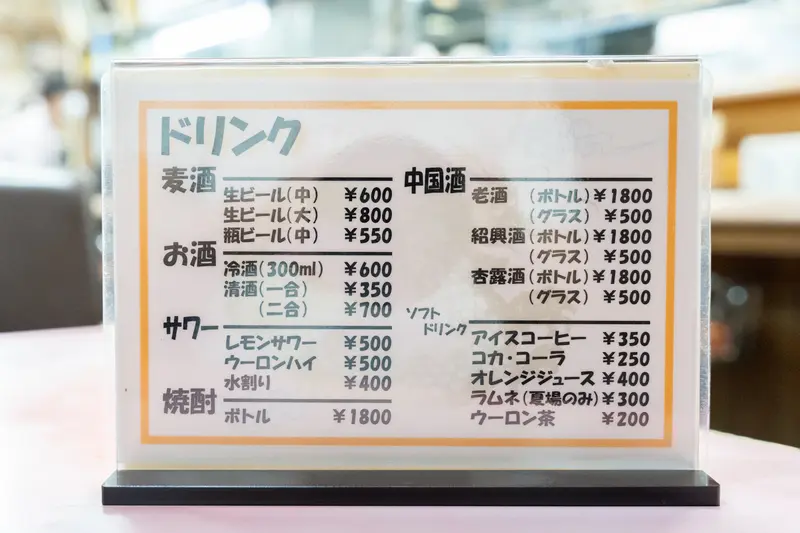 ドリンク
麦酒
生ビール(中) ¥600
生ビール(大) ¥800
瓶ビール(中) ¥550
お酒
冷酒(300ml) ¥600
清酒(一合) ¥350
(二合) ¥700
サワー
レモンサワー ¥500
ウーロンハイ ¥500
水割り ¥400
焼酎
ボトル ¥1800
中国酒
老酒 (ボトル) ¥1800
(グラス) ¥500
紹興酒(ボトル) ¥1800
(グラス) ¥500
杏露酒(ボトル) ¥1800
(グラス) ¥500
ソフト
ドリンク
アイスコーヒー ¥350
コカ・コーラ ¥250
オレンジジュース ¥400
ラムネ(夏場のみ) ¥300
ウーロン茶 ¥200